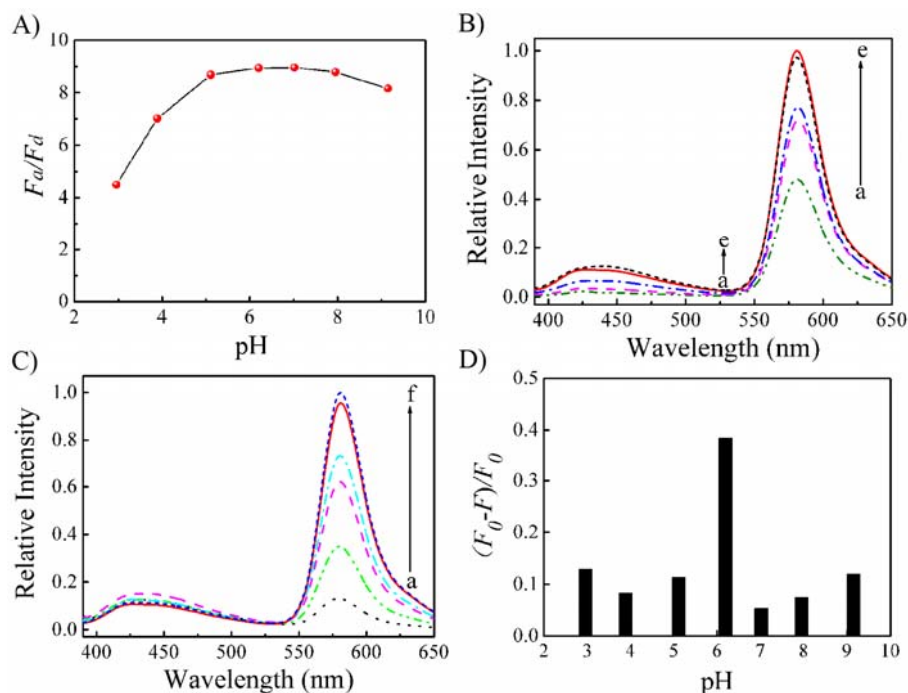 A)
Fa/Fd
10
8
6
4
2
0
2 4 6 8 10
pH
B)
Relative Intensity
1.0
0.8
0.6
0.4
0.2
0.0
e
a
e
a
400 450 500 550 600 650
Wavelength (nm)
C)
Relative Intensity
1.0
0.8
0.6
0.4
0.2
0.0
f
a
400 450 500 550 600 650
Wavelength (nm)
D)
(F0-F)/F0
0.5
0.4
0.3
0.2
0.1
0.0
2 3 4 5 6 7 8 9 10
pH